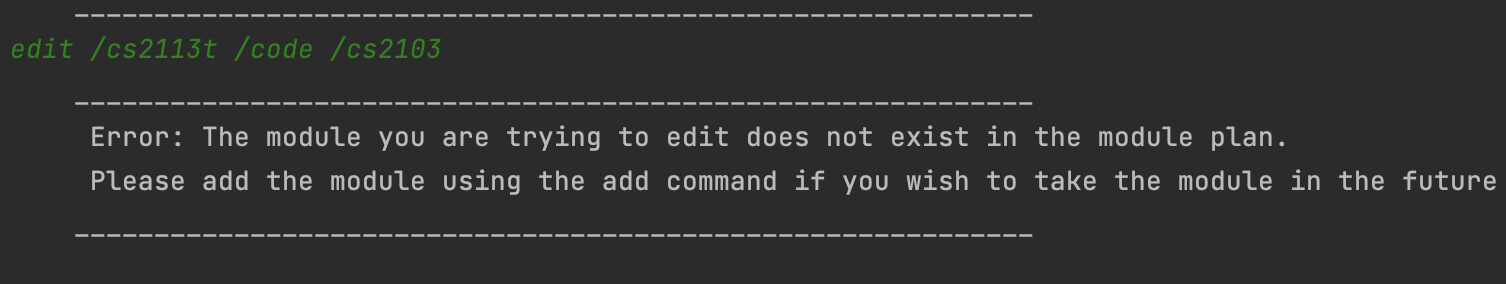 ____________________________________________________________
edit /cs2113t /code /cs2103
____________________________________________________________
Error: The module you are trying to edit does not exist in the module plan.
Please add the module using the add command if you wish to take the module in the future
____________________________________________________________